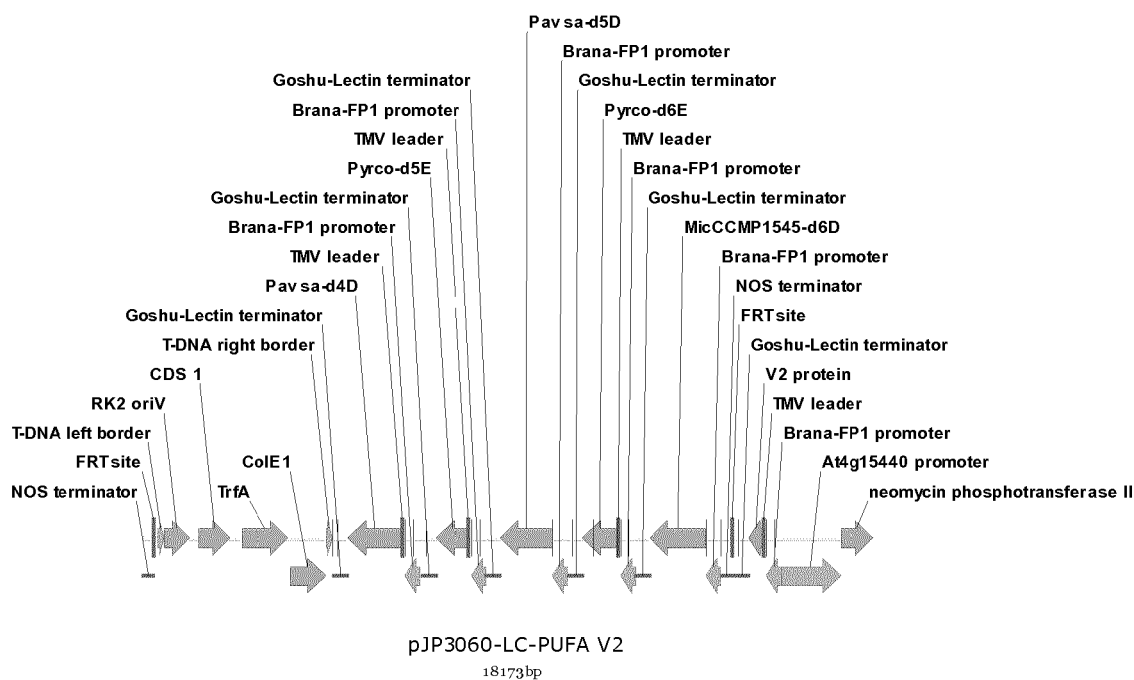 Pavsa-d5D
Brana-FP1 promoter
Goshu-Lectin terminator
Goshu-Lectin terminator
Brana-FP1 promoter
Pyrco-d6E
TMV leader
TMV leader
Pyrco-d5E
Brana-FP1 promoter
Goshu-Lectin terminator
Goshu-Lectin terminator
Brana-FP1 promoter
MicCCMP1545-d6D
TMV leader
Brana-FP1 promoter
Pavsa-d4D
NOS terminator
Goshu-Lectin terminator
FRT site
T-DNA right border
Goshu-Lectin terminator
CDS 1
V2 protein
RK2 oriV
TMV leader
T-DNA left border
Brana-FP1 promoter
FRT site
ColE1
At4g15440 promoter
NOS terminator
TrfA
neomycin phosphotransferase II
pJP3060-LC-PUFA V2
18173bp